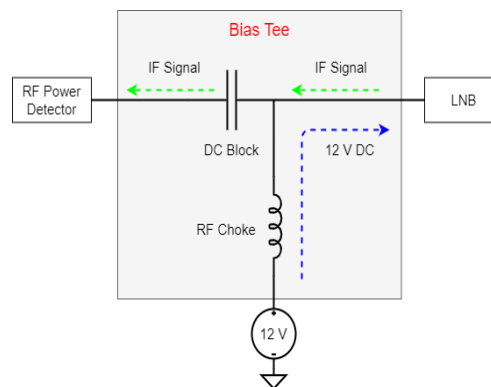 Bias Tee
IF Signal
IF Signal
RF Power
Detector
LNB
DC Block
12 V DC
RF Choke
+
12 V
-